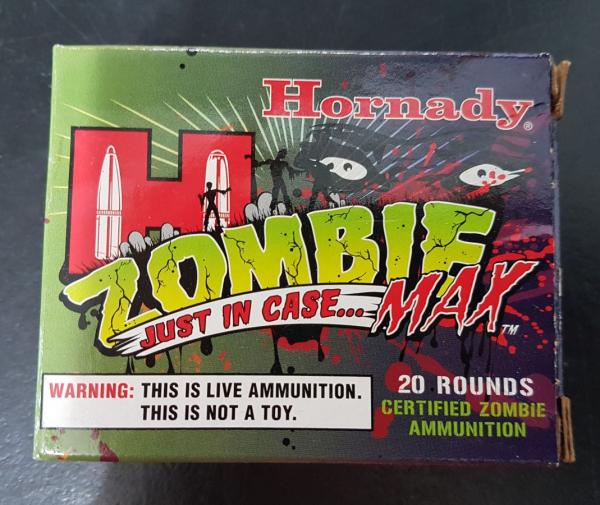 Hornady®
H
ZOMBIE
JUST IN CASE... MAX™
WARNING: THIS IS LIVE AMMUNITION.
THIS IS NOT A TOY.
20 ROUNDS
CERTIFIED ZOMBIE
AMMUNITION